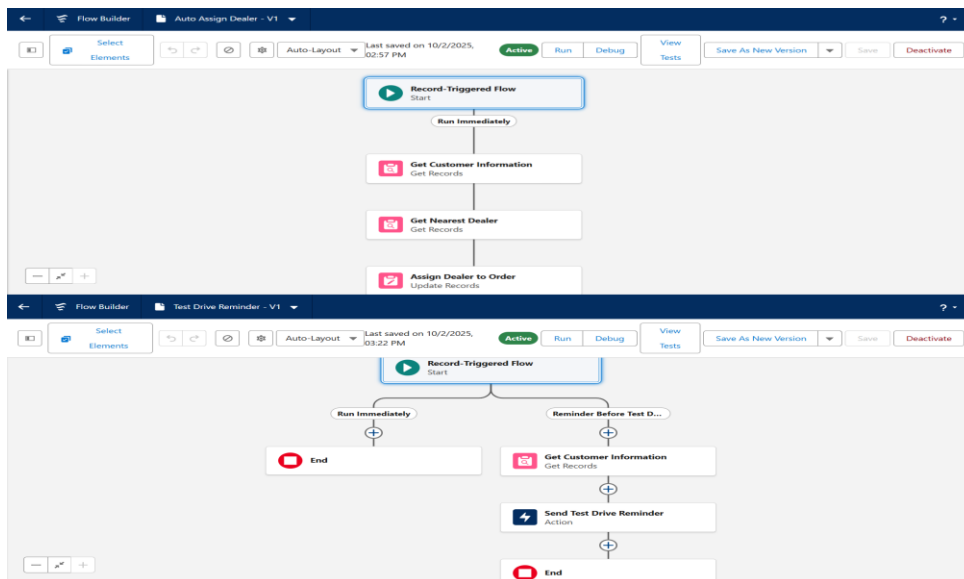 Flow Builder Auto Assign Dealer - V1 ?
Select
Elements
Auto-Layout
Last saved on 10/2/2025,
02:57 PM
Active Run Debug
View
Tests
Save As New Version Save Deactivate
Record-Triggered Flow
Start
Run Immediately
Get Customer Information
Get Records
Get Nearest Dealer
Get Records
Assign Dealer to Order
Update Records
Flow Builder Test Drive Reminder - V1 ?
Select
Elements
Auto-Layout
Last saved on 10/2/2025,
03:22 PM
Active Run Debug
View
Tests
Save As New Version Save Deactivate
Record-Triggered Flow
Start
Run Immediately Reminder Before Test D...
End
Get Customer Information
Get Records
Send Test Drive Reminder
Action
End